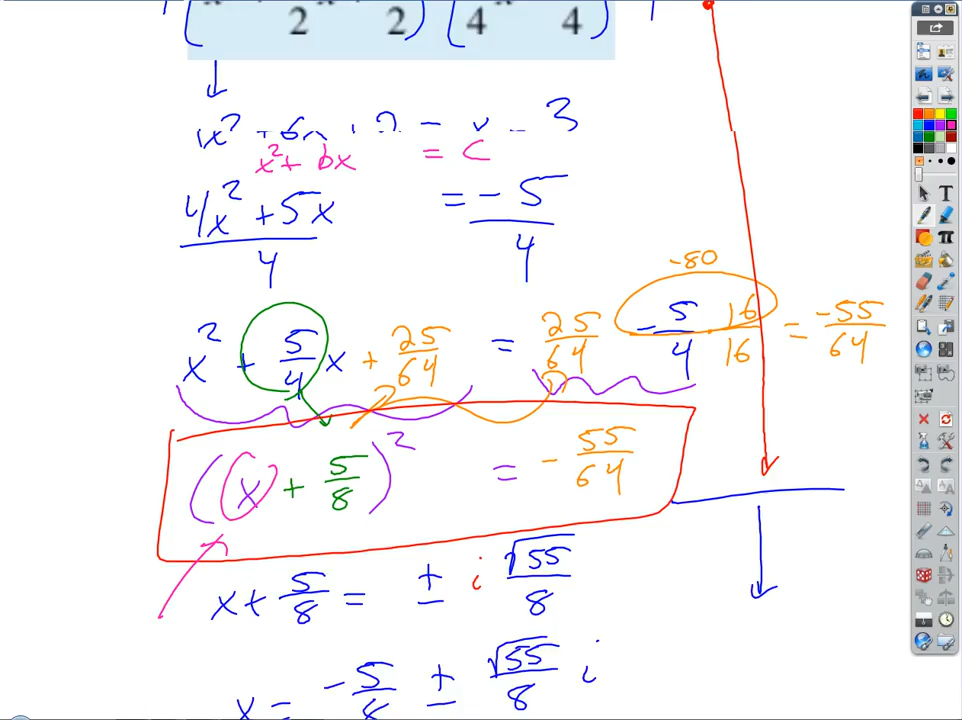 2 2 4 4
x² + bx = c
4x² + 5x = -5
4 4
-80
x² + 5/4 x + 25/64 = 25/64 - 5/4 16/16 = -55/64
(x + 5/8)² = -55/64
x + 5/8 = ± i √55/8
x = -5/8 ± √55/8 i